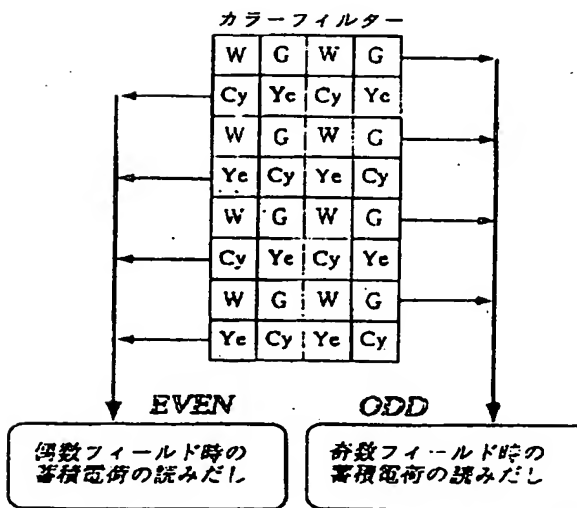 カラーフィルター
W G W G
Cy Ye Cy Ye
W G W G
Ye Cy Ye Cy
W G W G
Cy Ye Cy Ye
W G W G
Ye Cy Ye Cy
EVEN ODD
偶数フィールド時の
蓄積電荷の読みだし
奇数フィールド時の
蓄積電荷の読みだし